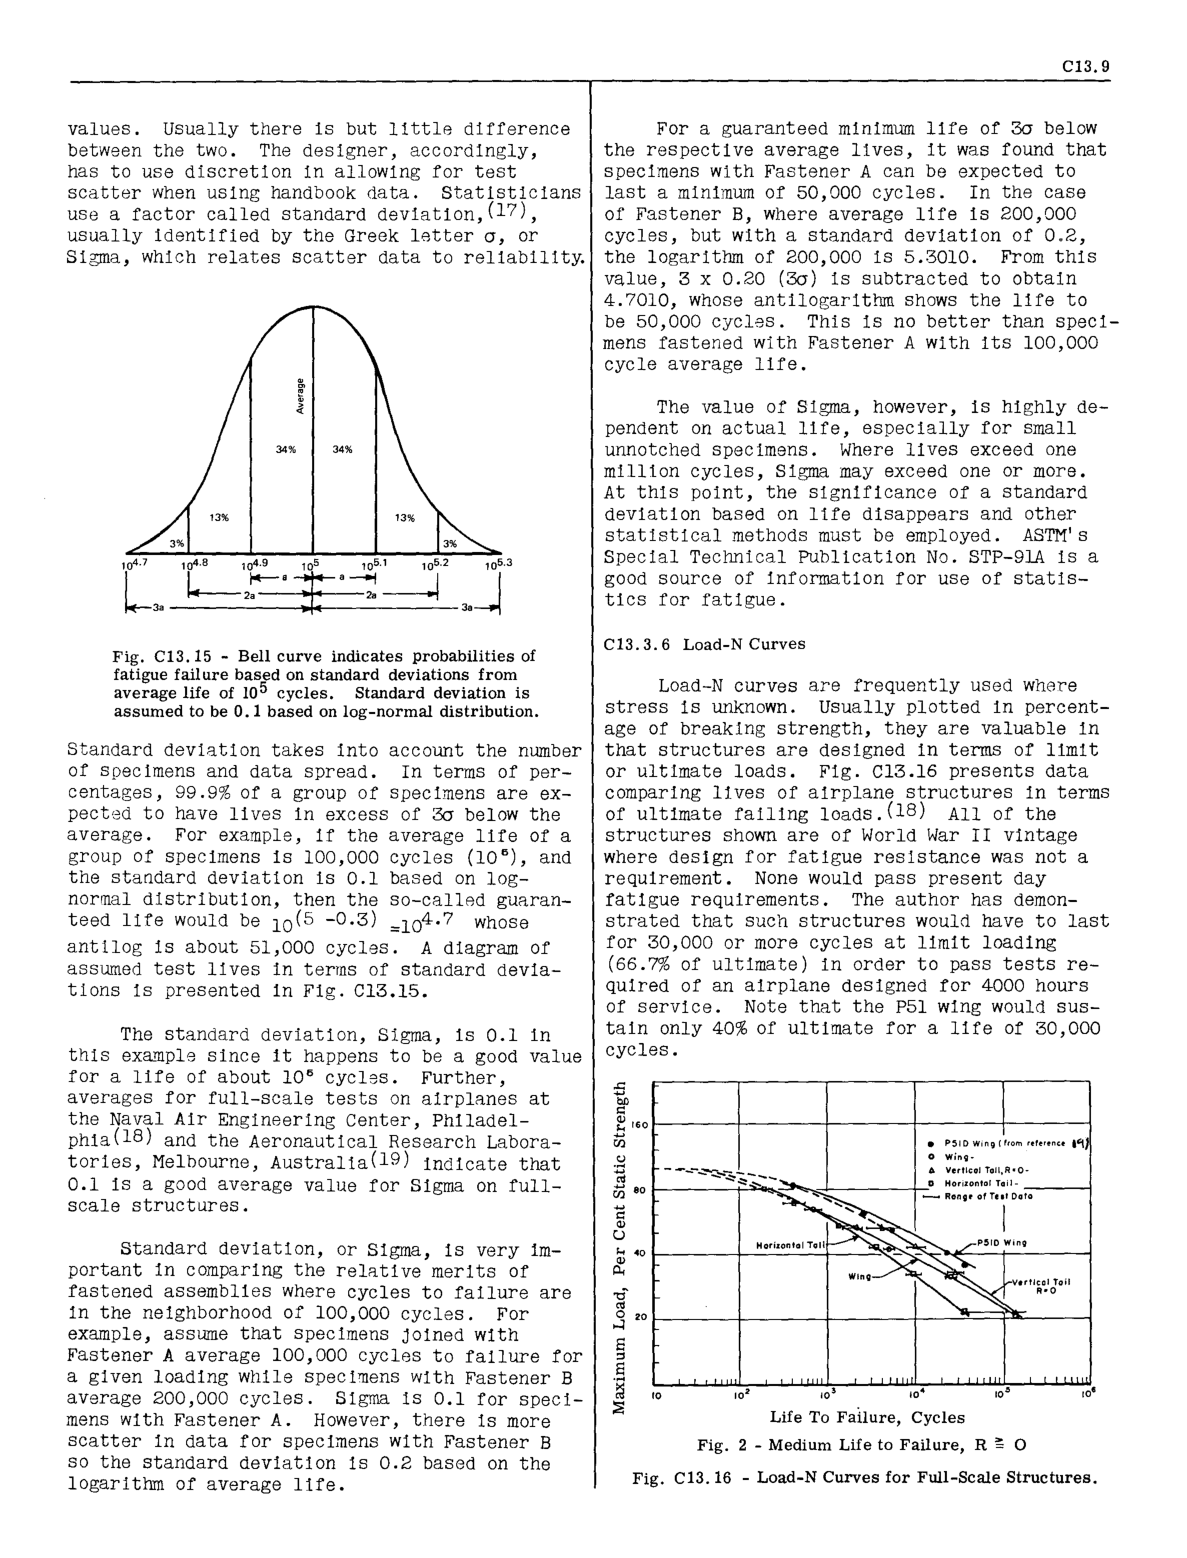 C13.9
values. Usually there is but little difference
between the two. The designer, accordingly,
has to use discretion in allowing for test
scatter when using handbook data. Statisticians
use a factor called standard deviation,(17),
usually identified by the Greek letter σ, or
Sigma, which relates scatter data to reliability.
Average
34% 34%
13% 13%
3% 3%
10^4.7 10^4.8 10^4.9 10^5 10^5.1 10^5.2 10^5.3
a a
2a 2a
3a 3a
Fig. C13.15 - Bell curve indicates probabilities of
fatigue failure based on standard deviations from
average life of 10^5 cycles. Standard deviation is
assumed to be 0.1 based on log-normal distribution.
Standard deviation takes into account the number
of specimens and data spread. In terms of per-
centages, 99.9% of a group of specimens are ex-
pected to have lives in excess of 3σ below the
average. For example, if the average life of a
group of specimens is 100,000 cycles (10^5), and
the standard deviation is 0.1 based on log-
normal distribution, then the so-called guaran-
teed life would be 10^(5 -0.3) =10^4.7 whose
antilog is about 51,000 cycles. A diagram of
assumed test lives in terms of standard devia-
tions is presented in Fig. C13.15.
The standard deviation, Sigma, is 0.1 in
this example since it happens to be a good value
for a life of about 10^5 cycles. Further,
averages for full-scale tests on airplanes at
the Naval Air Engineering Center, Philadel-
phia(18) and the Aeronautical Research Labora-
tories, Melbourne, Australia(19) indicate that
0.1 is a good average value for Sigma on full-
scale structures.
Standard deviation, or Sigma, is very im-
portant in comparing the relative merits of
fastened assemblies where cycles to failure are
in the neighborhood of 100,000 cycles. For
example, assume that specimens joined with
Fastener A average 100,000 cycles to failure for
a given loading while specimens with Fastener B
average 200,000 cycles. Sigma is 0.1 for speci-
mens with Fastener A. However, there is more
scatter in data for specimens with Fastener B
so the standard deviation is 0.2 based on the
logarithm of average life.
For a guaranteed minimum life of 3σ below
the respective average lives, it was found that
specimens with Fastener A can be expected to
last a minimum of 50,000 cycles. In the case
of Fastener B, where average life is 200,000
cycles, but with a standard deviation of 0.2,
the logarithm of 200,000 is 5.3010. From this
value, 3 x 0.20 (3σ) is subtracted to obtain
4.7010, whose antilogarithm shows the life to
be 50,000 cycles. This is no better than speci-
mens fastened with Fastener A with its 100,000
cycle average life.
The value of Sigma, however, is highly de-
pendent on actual life, especially for small
unnotched specimens. Where lives exceed one
million cycles, Sigma may exceed one or more.
At this point, the significance of a standard
deviation based on life disappears and other
statistical methods must be employed. ASTM's
Special Technical Publication No. STP-91A is a
good source of information for use of statis-
tics for fatigue.
C13.3.6 Load-N Curves
Load-N curves are frequently used where
stress is unknown. Usually plotted in percent-
age of breaking strength, they are valuable in
that structures are designed in terms of limit
or ultimate loads. Fig. C13.16 presents data
comparing lives of airplane structures in terms
of ultimate failing loads.(18) All of the
structures shown are of World War II vintage
where design for fatigue resistance was not a
requirement. None would pass present day
fatigue requirements. The author has demon-
strated that such structures would have to last
for 30,000 or more cycles at limit loading
(66.7% of ultimate) in order to pass tests re-
quired of an airplane designed for 4000 hours
of service. Note that the P51 wing would sus-
tain only 40% of ultimate for a life of 30,000
cycles.
Maximum Load, Per Cent Static Strength
160
80
40
20
P51D Wing (from reference 19)
Wing-
Vertical Tail, R=0-
Horizontal Tail-
Range of Test Data
Horizontal Tail
P51D Wing
Wing
Vertical Tail
R=0
10 10^2 10^3 10^4 10^5 10^6
Life To Failure, Cycles
Fig. 2 - Medium Life to Failure, R ≧ O
Fig. C13.16 - Load-N Curves for Full-Scale Structures.